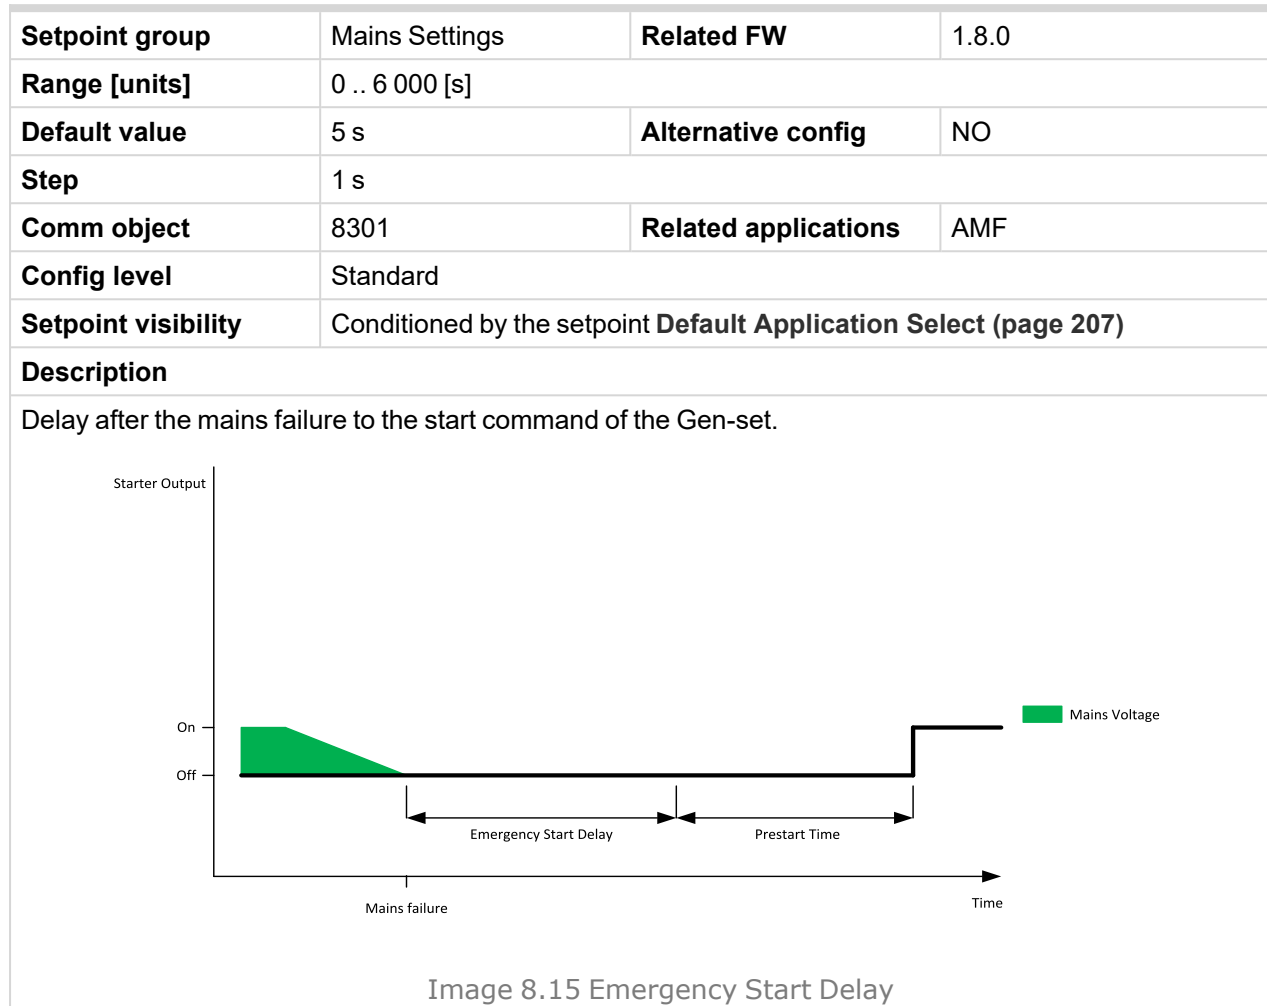 Setpoint group Mains Settings Related FW 1.8.0
Range [units] 0 .. 6 000 [s]
Default value 5 s Alternative config NO
Step 1 s
Comm object 8301 Related applications AMF
Config level Standard
Setpoint visibility Conditioned by the setpoint Default Application Select (page 207)
Description
Delay after the mains failure to the start command of the Gen-set.
Starter Output
Mains Voltage
On
Off
Emergency Start Delay Prestart Time
Mains failure
Time
Image 8.15 Emergency Start Delay